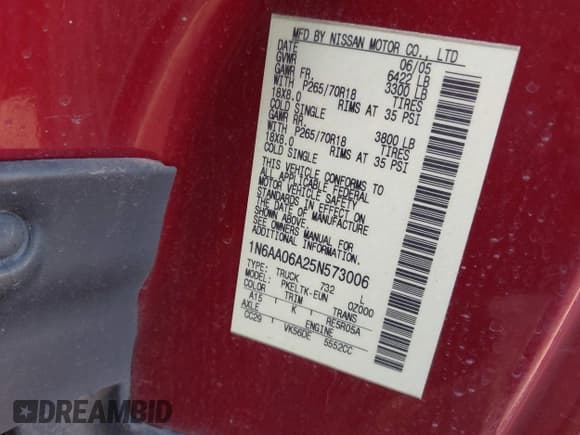 MFD BY NISSAN MOTOR CO., LTD
DATE 06/05
GVWR 6422 LB
GAWR FR. 3300 LB
WITH P265/70R18 TIRES
18X8.0 RIMS AT 35 PSI
COLD SINGLE
GAWR RR. 3800 LB
WITH P265/70R18 TIRES
18X8.0 RIMS AT 35 PSI
COLD SINGLE
THIS VEHICLE CONFORMS TO
ALL APPLICABLE FEDERAL
MOTOR VEHICLE SAFETY
STANDARDS IN EFFECT ON
THE DATE OF MANUFACTURE
SHOWN ABOVE.
SEE OWNERS MANUAL FOR
ADDITIONAL INFORMATION.
1N6AA06A25N573006
TYPE: TRUCK 732 L
MODEL: PKELTK-EUN 0Z000
COLOR TRIM TRANS
A15 K RE5R05A
AXLE ENGINE
CC29 VK56DE 5552CC
DREAMBID